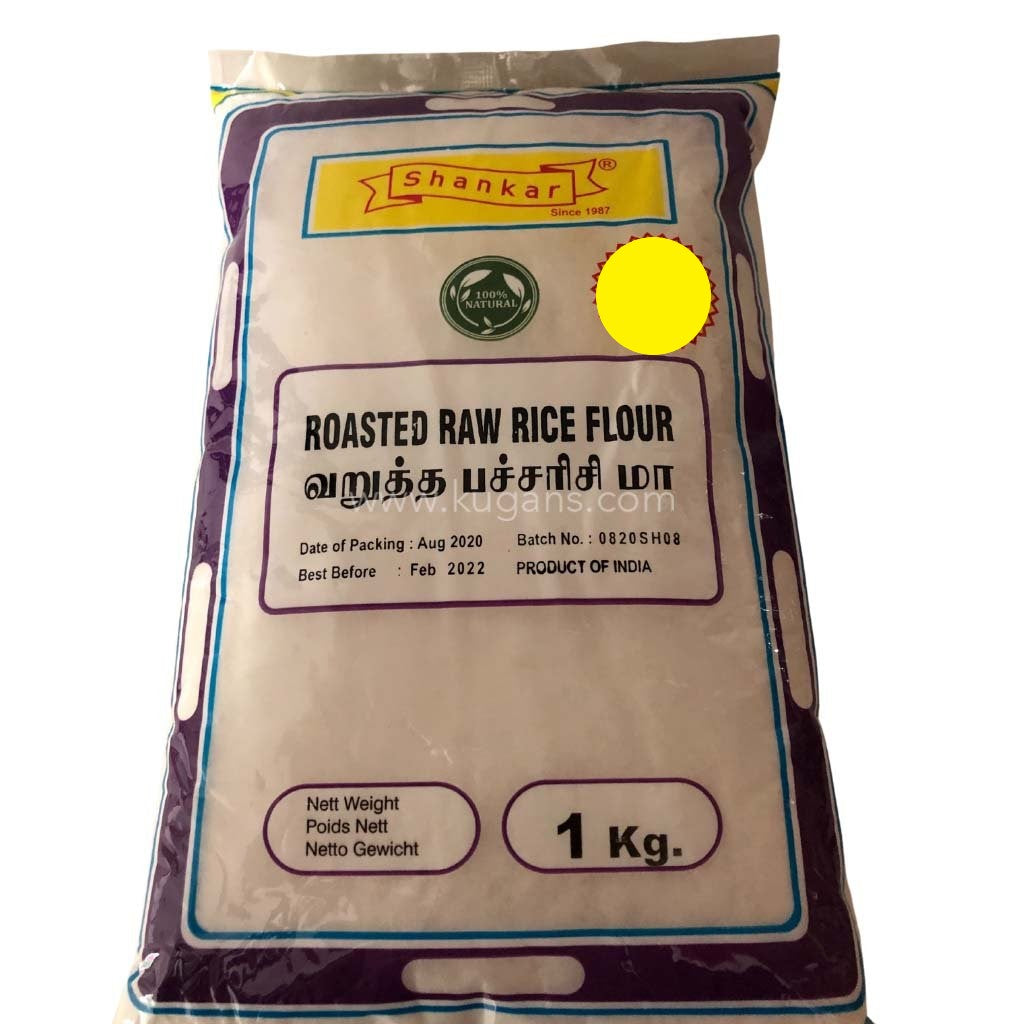 Shankar®
Since 1987
100%
NATURAL
ROASTED RAW RICE FLOUR
வறுத்த பச்சரிசி மா
www.kugans.com
Date of Packing : Aug 2020 Batch No. : 0820SH08
Best Before : Feb 2022 PRODUCT OF INDIA
Nett Weight
Poids Nett
Netto Gewicht
1 Kg.